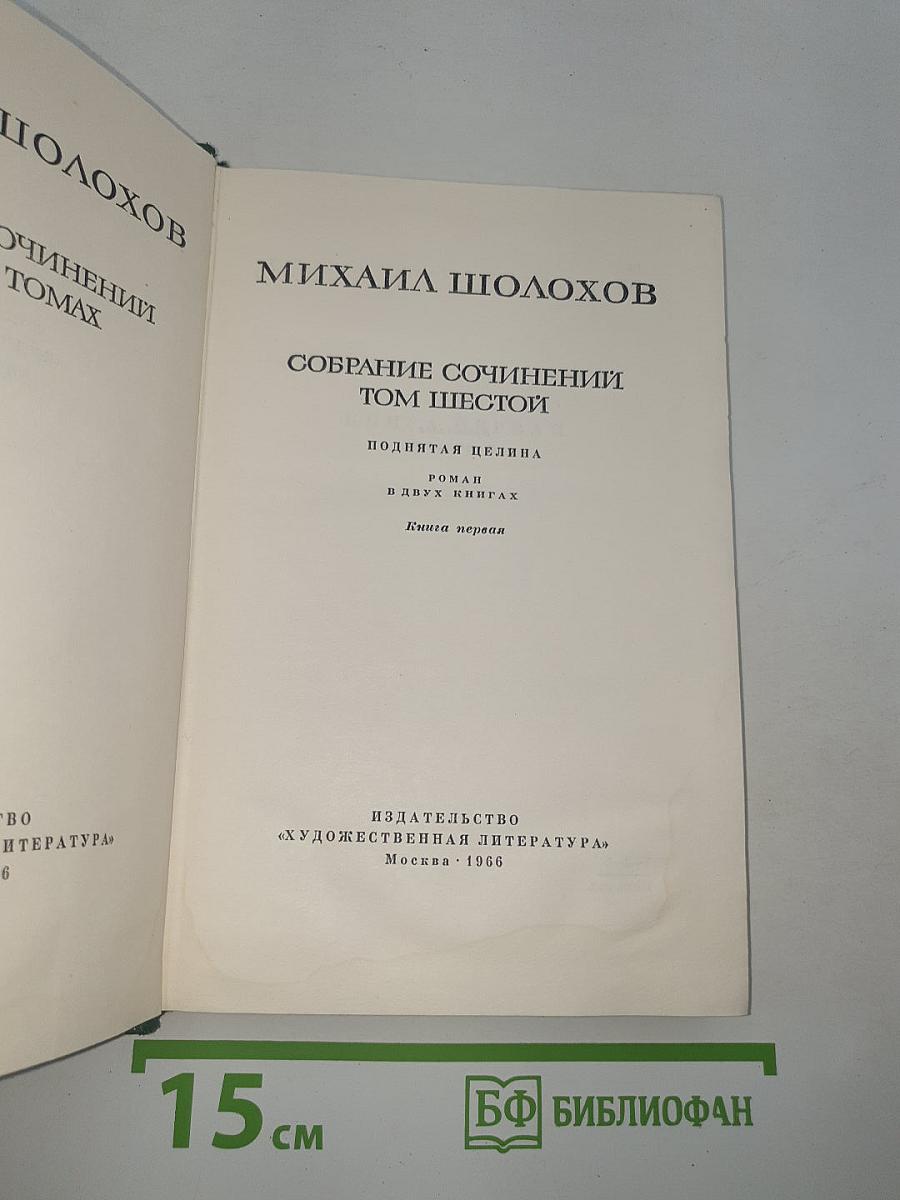 ШОЛОХОВ
СОЧИНЕНИЙ
ТОМАХ
ИТЕРАТУРА»
6
МИХАИЛ ШОЛОХОВ
СОБРАНИЕ СОЧИНЕНИЙ
ТОМ ШЕСТОЙ
ПОДНЯТАЯ ЦЕЛИНА
РОМАН
В ДВУХ КНИГАХ
Книга первая
ИЗДАТЕЛЬСТВО
«ХУДОЖЕСТВЕННАЯ ЛИТЕРАТУРА»
Москва · 1966
15 см
БФ БИБЛИОФАН